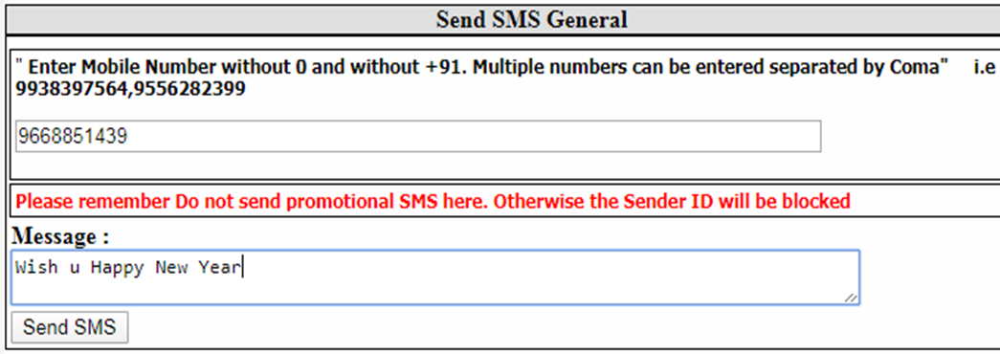 Send SMS General
" Enter Mobile Number without 0 and without +91. Multiple numbers can be entered separated by Coma" i.e
9938397564,9556282399
9668851439
Please remember Do not send promotional SMS here. Otherwise the Sender ID will be blocked
Message :
Wish u Happy New Year
Send SMS